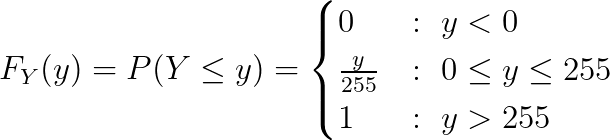 F_Y(y) = P(Y ≤ y) = { 0 : y < 0
y/255 : 0 ≤ y ≤ 255
1 : y > 255